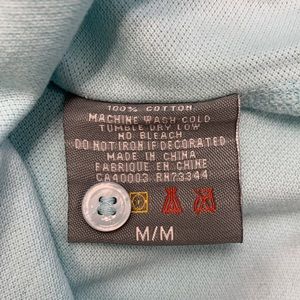 100% COTTON
MACHINE WASH COLD
TUMBLE DRY LOW
NO BLEACH
DO NOT IRON IF DECORATED
MADE IN CHINA
FABRIQUE EN CHINE
CA40003 RN73344
M/M